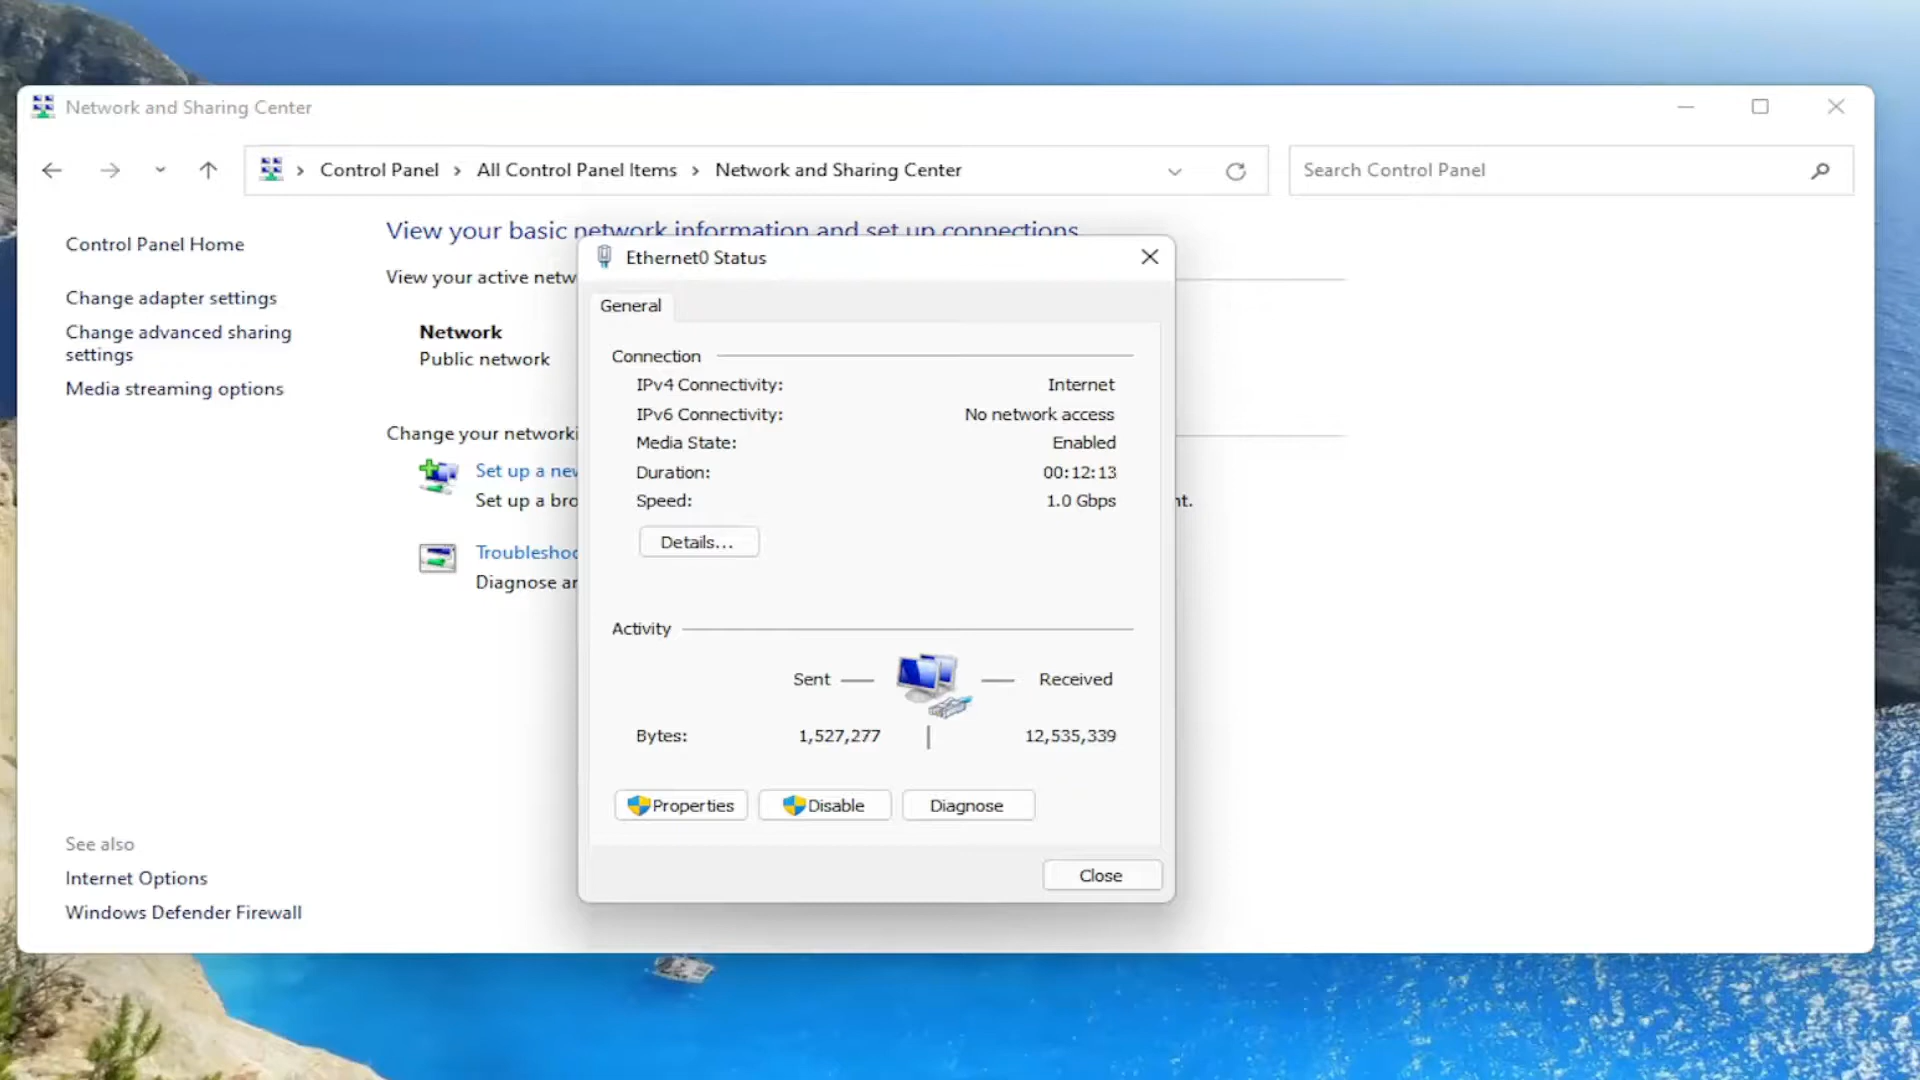 Network and Sharing Center
Control Panel > All Control Panel Items > Network and Sharing Center
Search Control Panel
Control Panel Home
Change adapter settings
Change advanced sharing
settings
Media streaming options
See also
Internet Options
Windows Defender Firewall
View your basic network information and set up connections
View your active netw
Network
Public network
Change your networki
Set up a new
Set up a bro
nt.
Troubleshoo
Diagnose an
Ethernet0 Status
General
Connection
IPv4 Connectivity: Internet
IPv6 Connectivity: No network access
Media State: Enabled
Duration: 00:12:13
Speed: 1.0 Gbps
Details...
Activity
Sent — — Received
Bytes: 1,527,277 | 12,535,339
Properties Disable Diagnose
Close